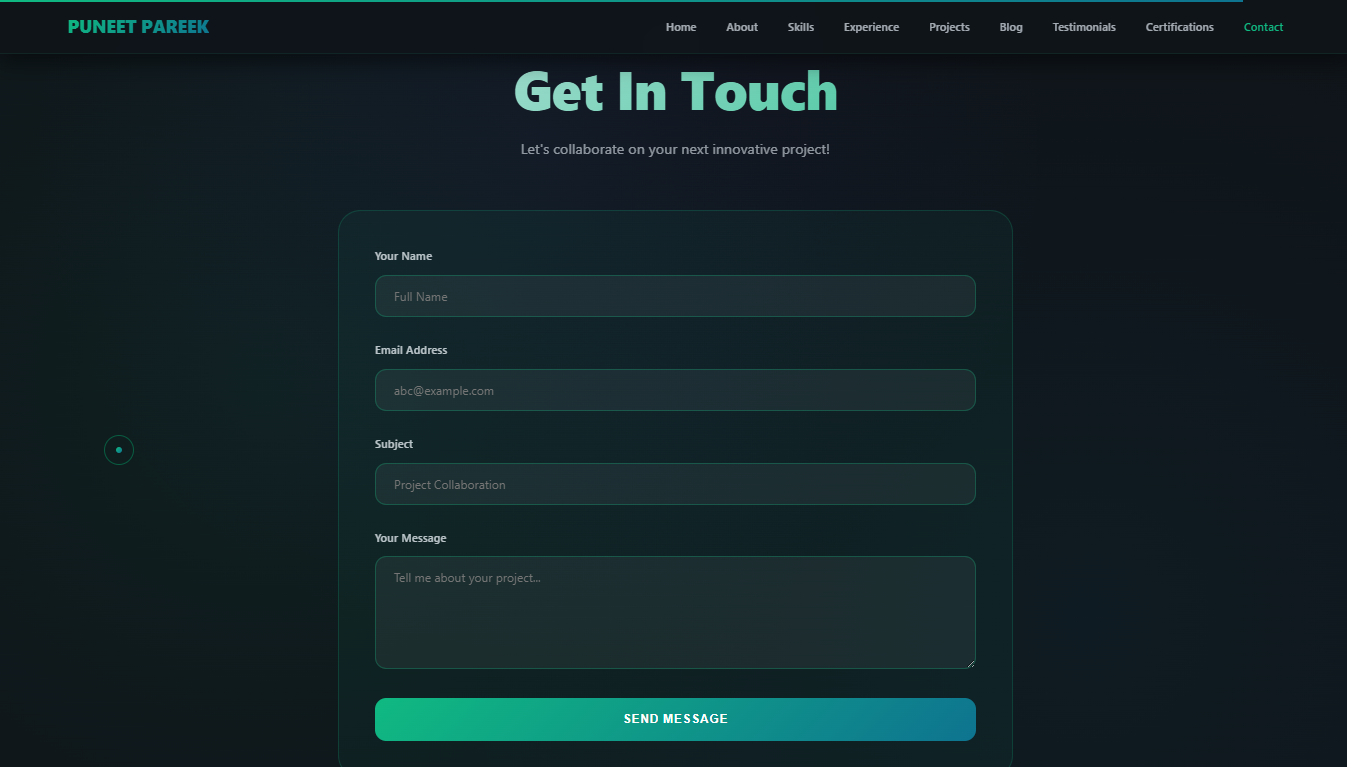 PUNEET PAREEK
Home About Skills Experience Projects Blog Testimonials Certifications Contact
Get In Touch
Let's collaborate on your next innovative project!
Your Name
Full Name
Email Address
abc@example.com
Subject
Project Collaboration
Your Message
Tell me about your project...
SEND MESSAGE